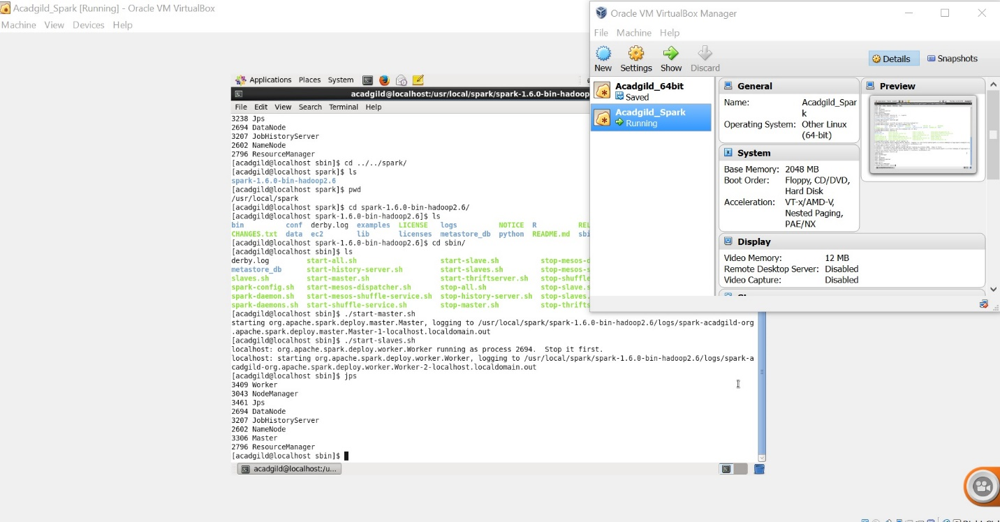 Acadgild_Spark [Running] - Oracle VM VirtualBox
Machine View Devices Help
Applications Places System
acadgild@localhost:/usr/local/spark/spark-1.6.0-bin-hadoop
File Edit View Search Terminal Help
3238 Jps
2694 DataNode
3207 JobHistoryServer
2602 NameNode
2796 ResourceManager
[acadgild@localhost sbin]$ cd ../../spark/
[acadgild@localhost spark]$ ls
spark-1.6.0-bin-hadoop2.6
[acadgild@localhost spark]$ pwd
/usr/local/spark
[acadgild@localhost spark]$ cd spark-1.6.0-bin-hadoop2.6/
[acadgild@localhost spark-1.6.0-bin-hadoop2.6]$ ls
bin conf derby.log examples LICENSE logs NOTICE R REL
CHANGES.txt data ec2 lib licenses metastore_db python README.md sbi
[acadgild@localhost spark-1.6.0-bin-hadoop2.6]$ cd sbin/
[acadgild@localhost sbin]$ ls
derby.log start-all.sh start-slave.sh stop-mesos-d
metastore_db start-history-server.sh start-slaves.sh stop-mesos-s
slaves.sh start-master.sh start-thriftserver.sh stop-shuffle
spark-config.sh start-mesos-dispatcher.sh stop-all.sh stop-slave.s
spark-daemon.sh start-mesos-shuffle-service.sh stop-history-server.sh stop-slaves.
spark-daemons.sh start-shuffle-service.sh stop-master.sh stop-thrifts
[acadgild@localhost sbin]$ ./start-master.sh
starting org.apache.spark.deploy.master.Master, logging to /usr/local/spark/spark-1.6.0-bin-hadoop2.6/logs/spark-acadgild-org
.apache.spark.deploy.master.Master-1-localhost.localdomain.out
[acadgild@localhost sbin]$ ./start-slaves.sh
localhost: org.apache.spark.deploy.worker.Worker running as process 2694.  Stop it first.
localhost: starting org.apache.spark.deploy.worker.Worker, logging to /usr/local/spark/spark-1.6.0-bin-hadoop2.6/logs/spark-a
cadgild-org.apache.spark.deploy.worker.Worker-2-localhost.localdomain.out
[acadgild@localhost sbin]$ jps
3409 Worker
3043 NodeManager
3461 Jps
2694 DataNode
3207 JobHistoryServer
2602 NameNode
3306 Master
2796 ResourceManager
[acadgild@localhost sbin]$
acadgild@localhost:/u...
Oracle VM VirtualBox Manager
File Machine Help
New Settings Show Discard
Details Snapshots
Acadgild_64bit
Saved
Acadgild_Spark
Running
General
Name: Acadgild_Spar
k
Operating System: Other Linux
(64-bit)
System
Base Memory: 2048 MB
Boot Order: Floppy, CD/DVD,
Hard Disk
Acceleration: VT-x/AMD-V,
Nested Paging,
PAE/NX
Display
Video Memory: 12 MB
Remote Desktop Server: Disabled
Video Capture: Disabled
Preview